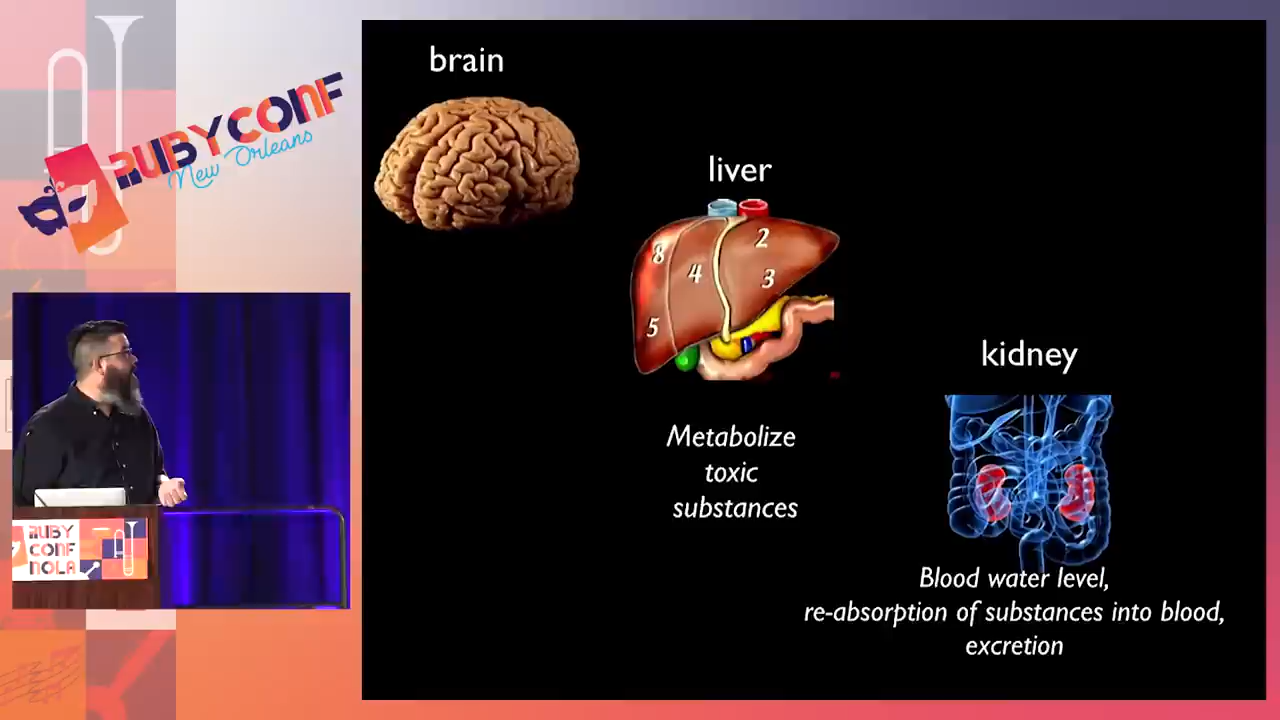 RUBYCONF
New Orleans
RUBY
CONF
NOLA
brain
liver
8
4
2
3
5
Metabolize
toxic
substances
kidney
Blood water level,
re-absorption of substances into blood,
excretion